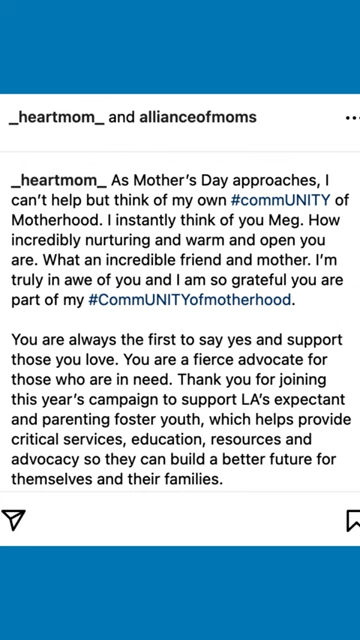 _heartmom_ and allianceofmoms
_heartmom_ As Mother's Day approaches, I
can't help but think of my own #commUNITY of
Motherhood. I instantly think of you Meg. How
incredibly nurturing and warm and open you
are. What an incredible friend and mother. I'm
truly in awe of you and I am so grateful you are
part of my #CommUNITYofmotherhood.
You are always the first to say yes and support
those you love. You are a fierce advocate for
those who are in need. Thank you for joining
this year's campaign to support LA's expectant
and parenting foster youth, which helps provide
critical services, education, resources and
advocacy so they can build a better future for
themselves and their families.